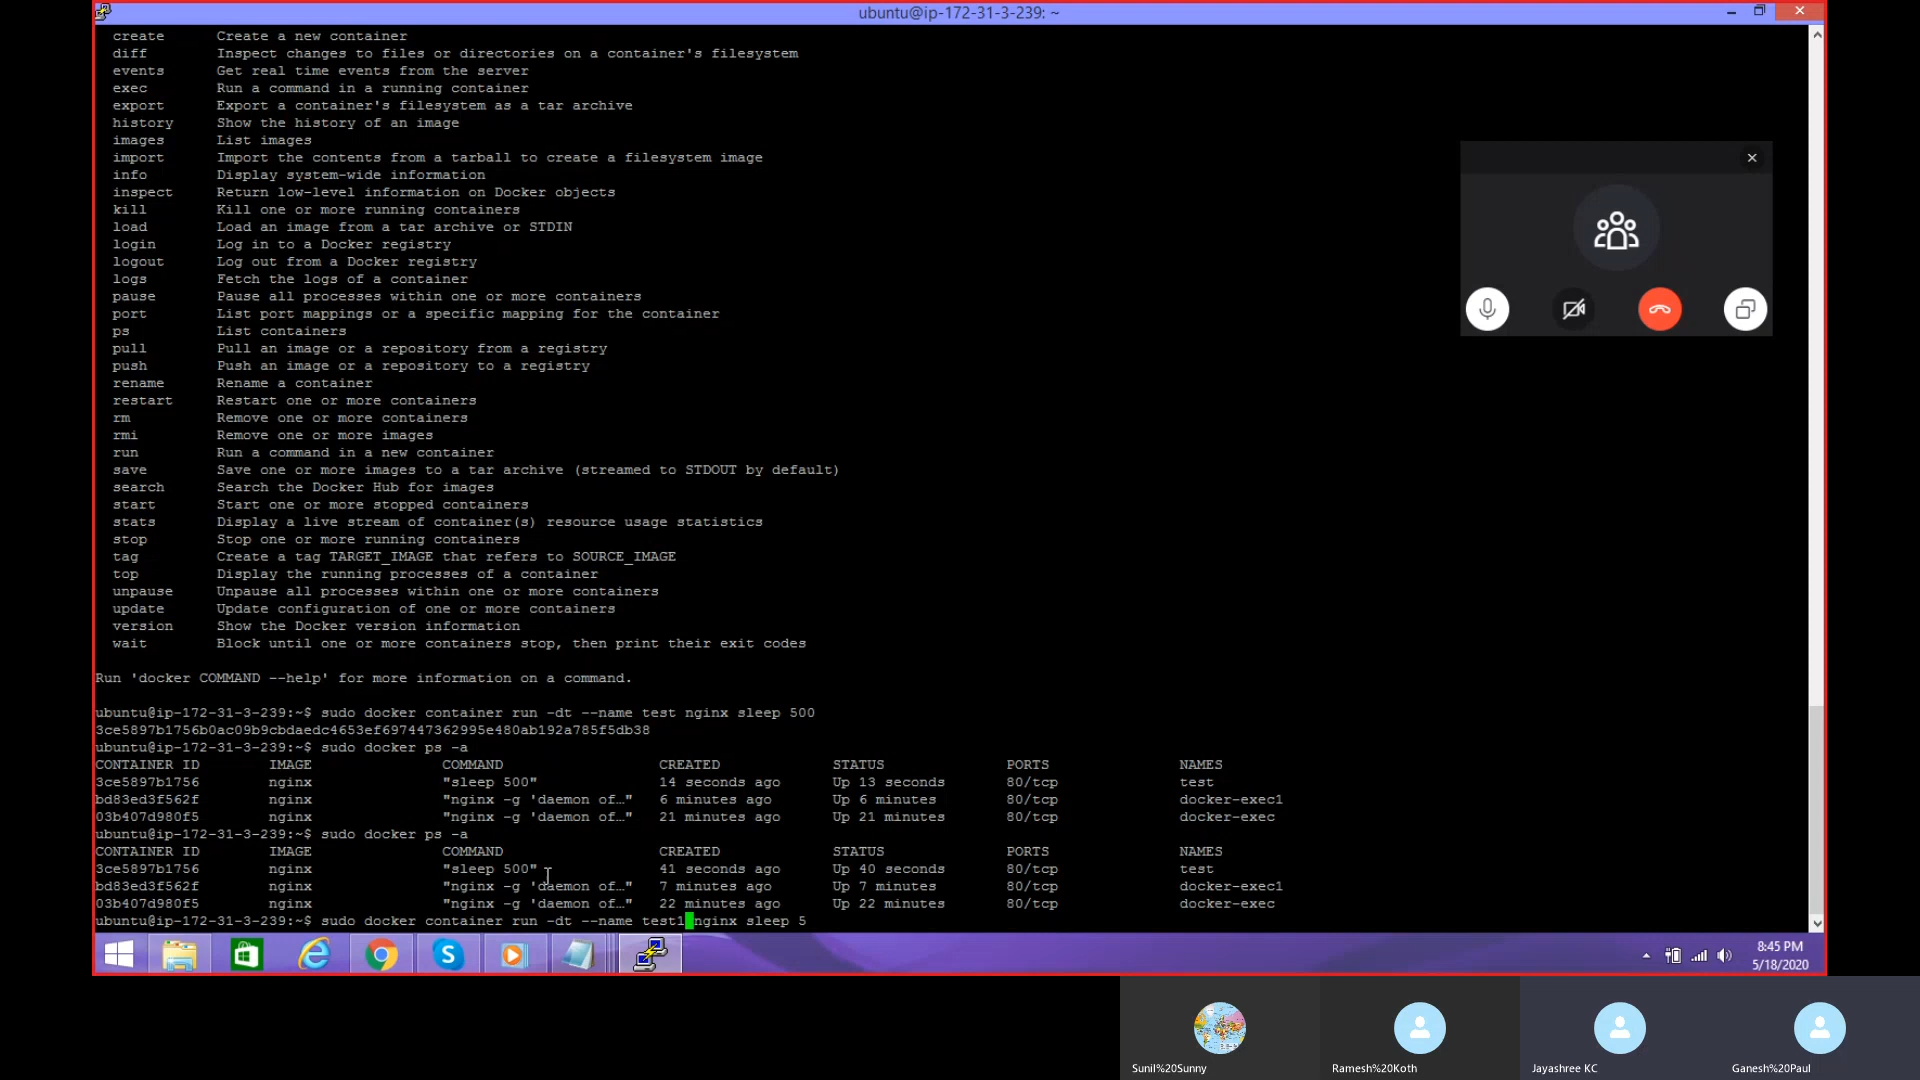 ubuntu@ip-172-31-3-239: ~
create Create a new container
diff Inspect changes to files or directories on a container's filesystem
events Get real time events from the server
exec Run a command in a running container
export Export a container's filesystem as a tar archive
history Show the history of an image
images List images
import Import the contents from a tarball to create a filesystem image
info Display system-wide information
inspect Return low-level information on Docker objects
kill Kill one or more running containers
load Load an image from a tar archive or STDIN
login Log in to a Docker registry
logout Log out from a Docker registry
logs Fetch the logs of a container
pause Pause all processes within one or more containers
port List port mappings or a specific mapping for the container
ps List containers
pull Pull an image or a repository from a registry
push Push an image or a repository to a registry
rename Rename a container
restart Restart one or more containers
rm Remove one or more containers
rmi Remove one or more images
run Run a command in a new container
save Save one or more images to a tar archive (streamed to STDOUT by default)
search Search the Docker Hub for images
start Start one or more stopped containers
stats Display a live stream of container(s) resource usage statistics
stop Stop one or more running containers
tag Create a tag TARGET_IMAGE that refers to SOURCE_IMAGE
top Display the running processes of a container
unpause Unpause all processes within one or more containers
update Update configuration of one or more containers
version Show the Docker version information
wait Block until one or more containers stop, then print their exit codes
Run 'docker COMMAND --help' for more information on a command.
ubuntu@ip-172-31-3-239:~$ sudo docker container run -dt --name test nginx sleep 500
3ce5897b1756b0ac09b9cbdaedc4653ef697447362995e480ab192a785f5db38
ubuntu@ip-172-31-3-239:~$ sudo docker ps -a
CONTAINER ID IMAGE COMMAND CREATED STATUS PORTS NAMES
3ce5897b1756 nginx "sleep 500" 14 seconds ago Up 13 seconds 80/tcp test
bd83ed3f562f nginx "nginx -g 'daemon of…" 6 minutes ago Up 6 minutes 80/tcp docker-exec1
03b407d980f5 nginx "nginx -g 'daemon of…" 21 minutes ago Up 21 minutes 80/tcp docker-exec
ubuntu@ip-172-31-3-239:~$ sudo docker ps -a
CONTAINER ID IMAGE COMMAND CREATED STATUS PORTS NAMES
3ce5897b1756 nginx "sleep 500" 41 seconds ago Up 40 seconds 80/tcp test
bd83ed3f562f nginx "nginx -g 'daemon of…" 7 minutes ago Up 7 minutes 80/tcp docker-exec1
03b407d980f5 nginx "nginx -g 'daemon of…" 22 minutes ago Up 22 minutes 80/tcp docker-exec
ubuntu@ip-172-31-3-239:~$ sudo docker container run -dt --name test1 nginx sleep 5
8:45 PM
5/18/2020
Sunil%20Sunny
Ramesh%20Koth
Jayashree KC
Ganesh%20Paul